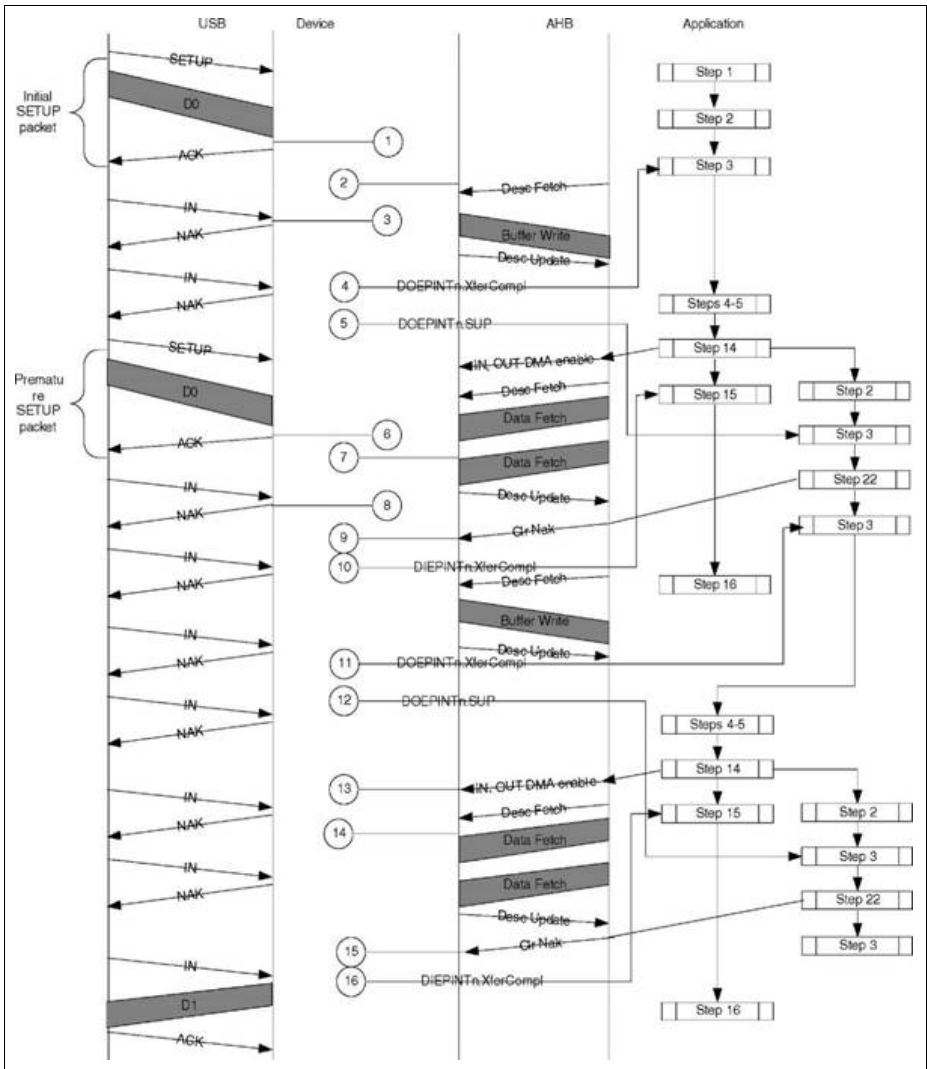 USB Device AHB Application
SETUP
Step 1
Initial
SETUP
packet
D0
Step 2
1
ACK
Step 3
2
Desc Fetch
IN
3
NAK
Buffer Write
Desc Update
IN
4
DOEPINTn.XferCompl
NAK
Steps 4-5
5
DOEPINTn.SUP
SETUP
Step 14
IN, OUT DMA enable
Prematu
re
SETUP
packet
D0
Desc Fetch
Step 15
Step 2
Data Fetch
6
Step 3
ACK
7
Data Fetch
Step 22
IN
Desc Update
8
NAK
Clr Nak
Step 3
9
IN
10
DIEPINTn.XferCompl
Desc Fetch
Step 16
NAK
Buffer Write
IN
Desc Update
11
DOEPINTn.XferCompl
NAK
12
DOEPINTn.SUP
IN
NAK
Steps 4-5
Step 14
13
IN, OUT DMA enable
IN
Desc Fetch
Step 15
Step 2
NAK
14
Data Fetch
Step 3
IN
NAK
Data Fetch
Step 22
Desc Update
Clr Nak
Step 3
15
IN
16
DIEPINTn.XferCompl
D1
Step 16
ACK